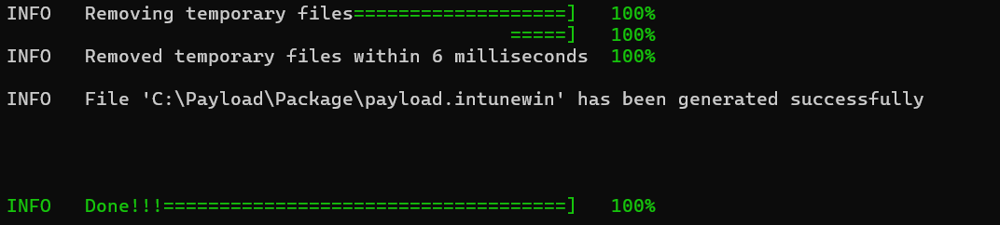 INFO   Removing temporary files===================]   100%
                                             =====]   100%
INFO   Removed temporary files within 6 milliseconds  100%
INFO   File 'C:\Payload\Package\payload.intunewin' has been generated successfully
INFO   Done!!!====================================]   100%